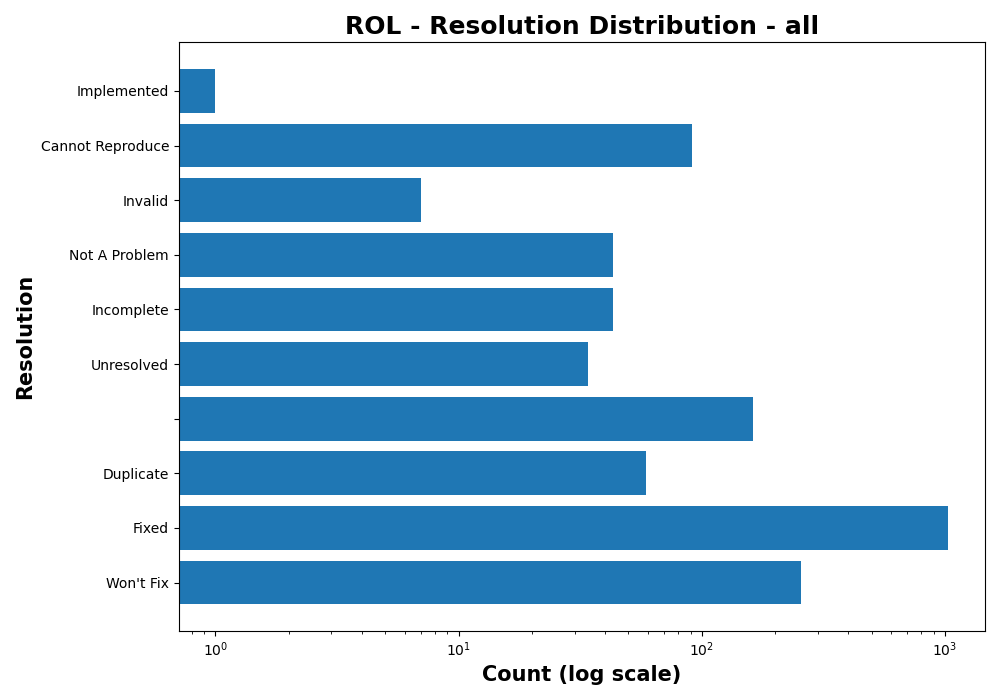 ROL - Resolution Distribution - all
Implemented
Cannot Reproduce
Invalid
Not A Problem
Incomplete
Unresolved
Duplicate
Fixed
Won't Fix
Resolution
10⁰ 10¹ 10² 10³
Count (log scale)